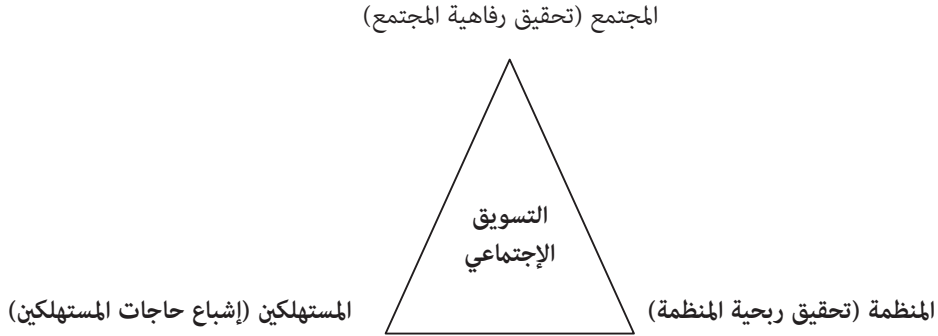 المجتمع (تحقيق رفاهية المجتمع)
التسويق
الإجتماعي
المنظمة (تحقيق ربحية المنظمة)
المستهلكين (إشباع حاجات المستهلكين)